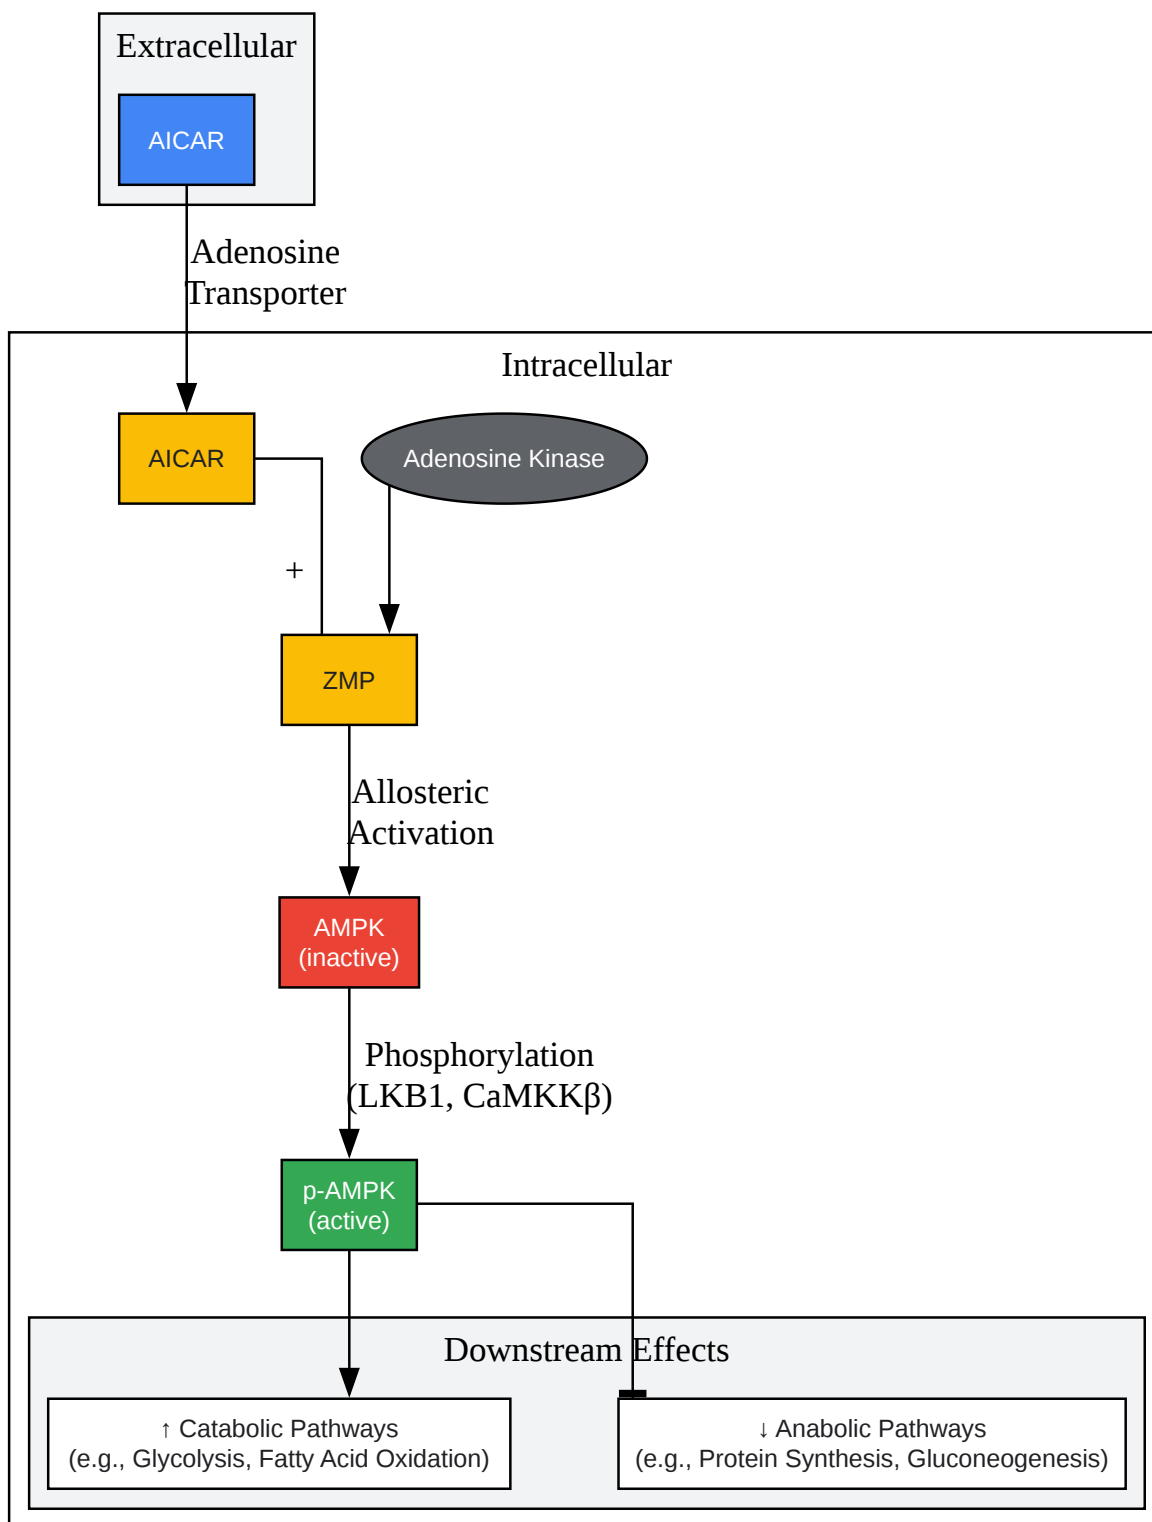 Extracellular
AICAR
Adenosine
Transporter
Intracellular
AICAR
Adenosine Kinase
+
ZMP
Allosteric
Activation
AMPK
(inactive)
Phosphorylation
(LKB1, CaMKKβ)
p-AMPK
(active)
Downstream Effects
↑ Catabolic Pathways
(e.g., Glycolysis, Fatty Acid Oxidation)
↓ Anabolic Pathways
(e.g., Protein Synthesis, Gluconeogenesis)